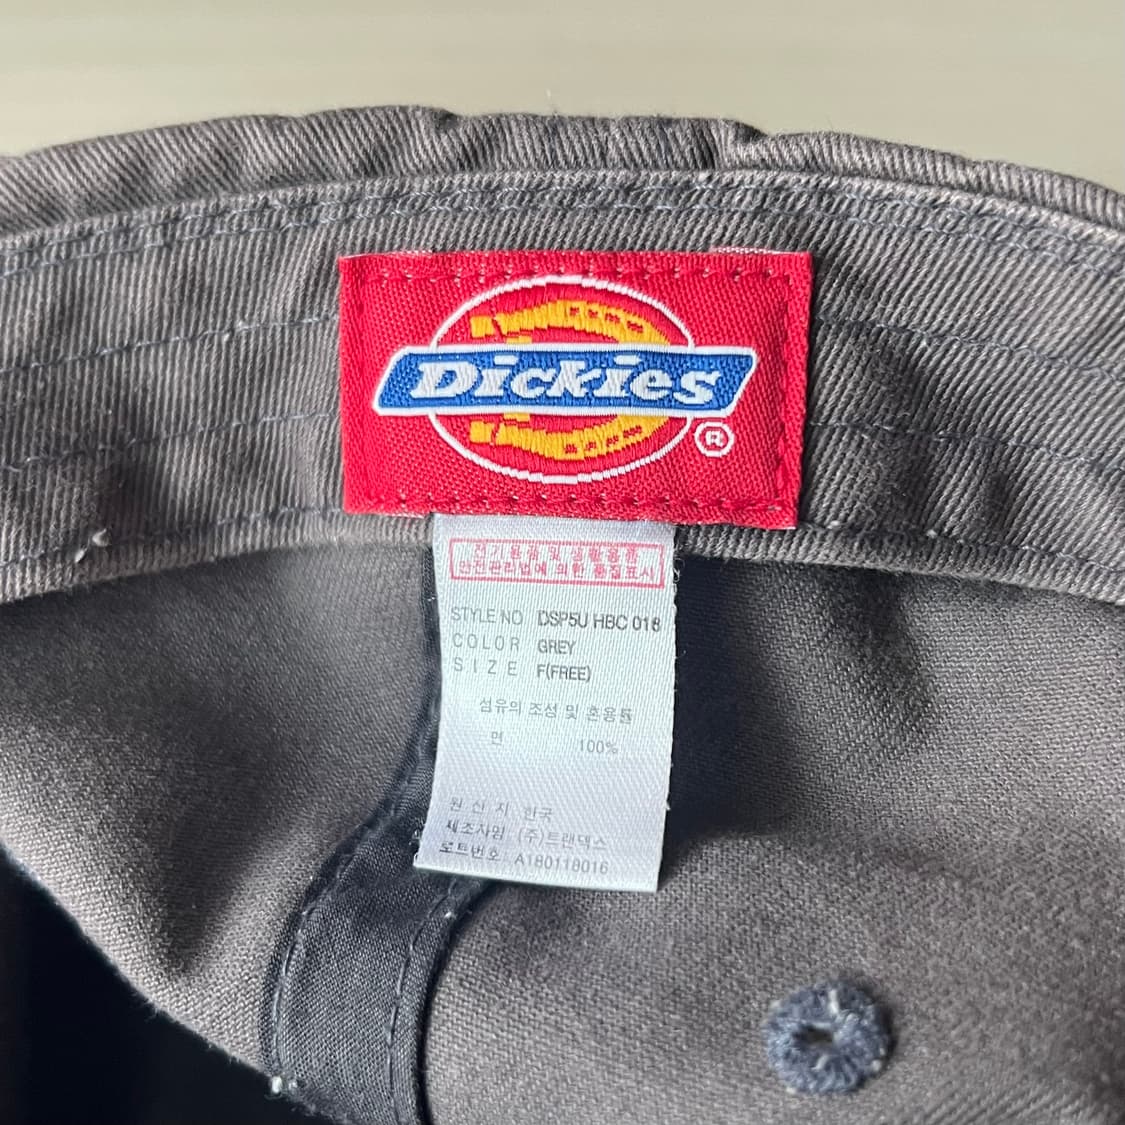 Dickies
®
전기용품 및 생활용품
안전관리법에 의한 품질표시
STYLE NO DSP5U HBC 018
COLOR GREY
SIZE F(FREE)
섬유의 조성 및 혼용률
면 100%
원 산 지 한국
제조자명 (주)트랜덱스
로트번호 A180118016